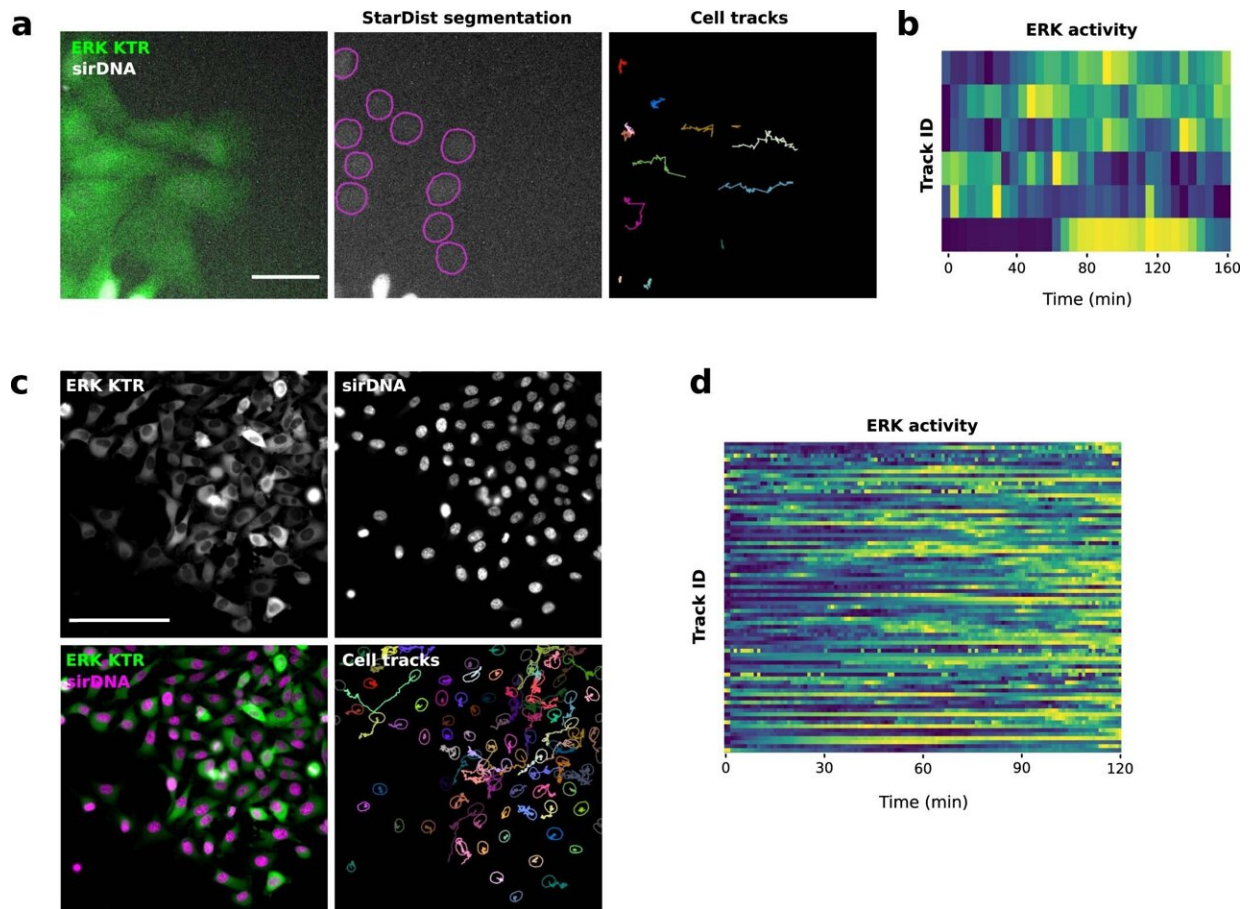 a
StarDist segmentation
Cell tracks
ERK KTR
sirDNA
b
ERK activity
Track ID
0 40 80 120 160
Time (min)
c
ERK KTR
sirDNA
ERK KTR
sirDNA
Cell tracks
d
ERK activity
Track ID
0 30 60 90 120
Time (min)